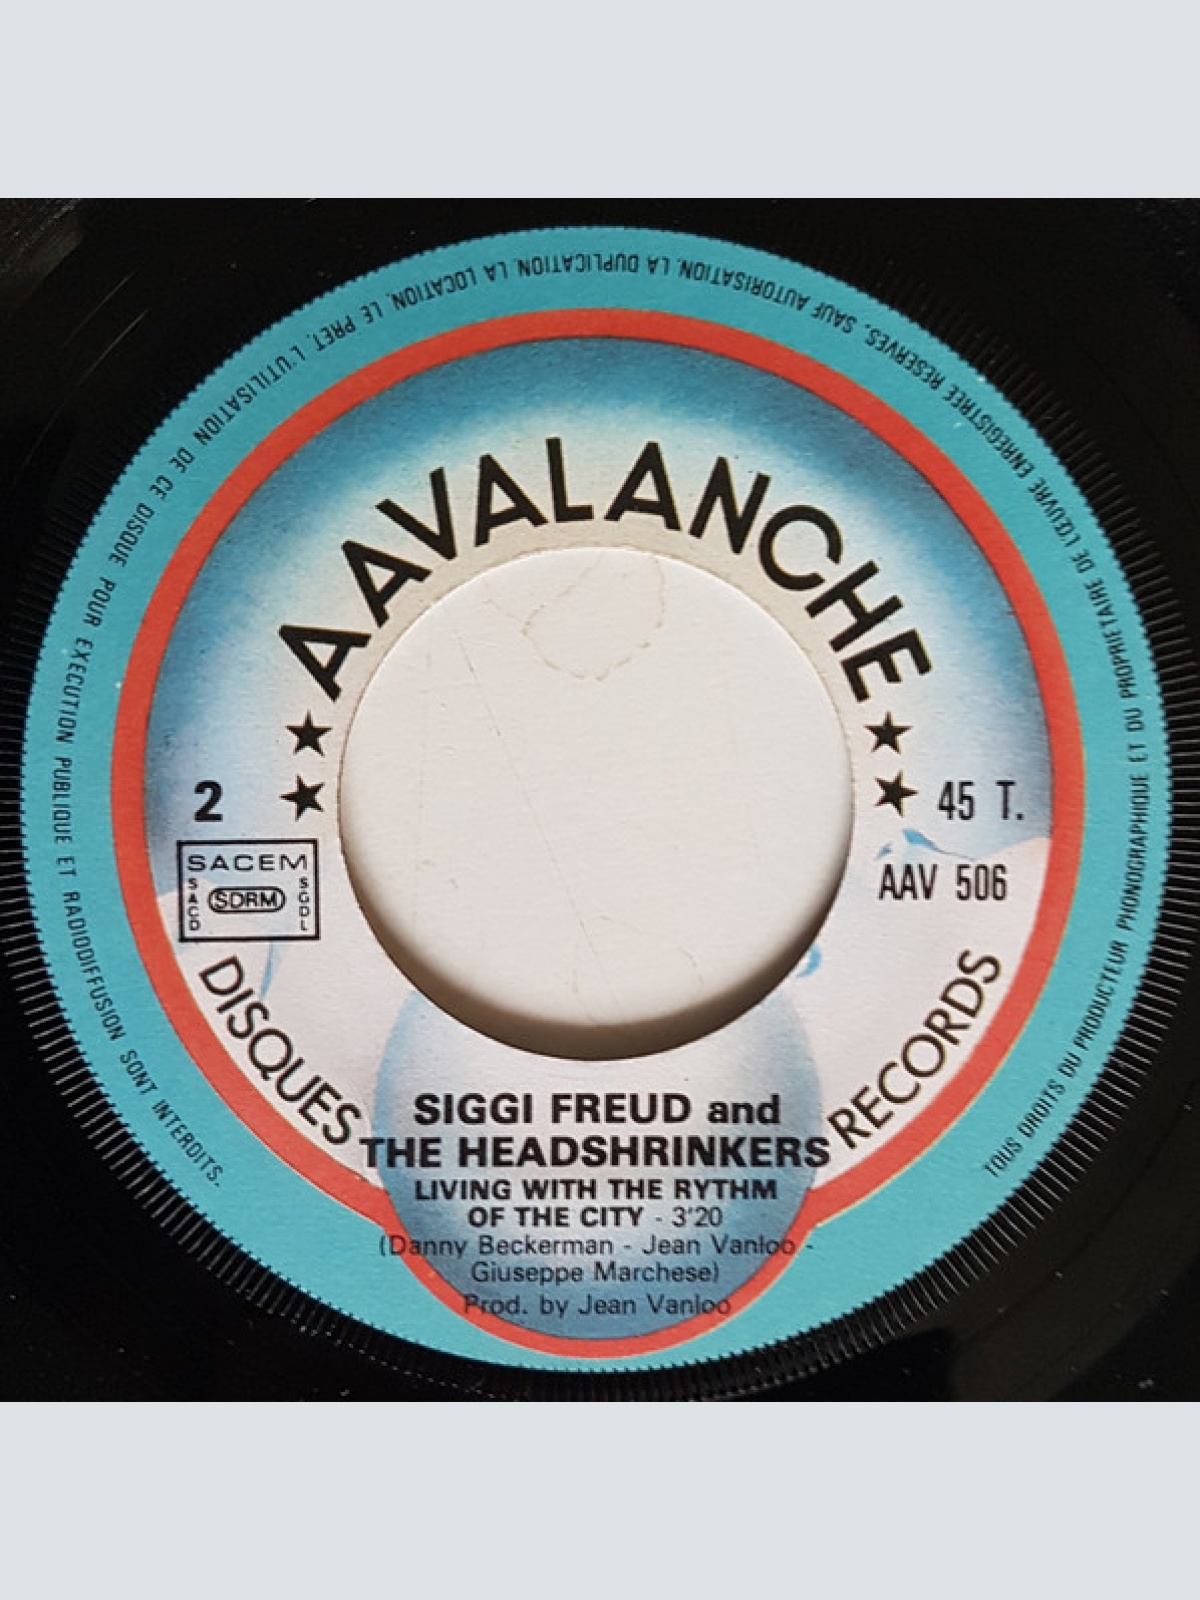 TOUS DROITS DU PRODUCTEUR PHONOGRAPHIQUE ET DU PROPRIETAIRE DE L'ŒUVRE ENREGISTREE RESERVES. SAUF AUTORISATION, LA DUPLICATION, LA LOCATION, LE PRET, L'UTILISATION DE CE DISQUE POUR EXECUTION PUBLIQUE ET RADIODIFFUSION SONT INTERDITS.
AAVALANCHE
2
45 T.
SACEM
SACD
SDRM
SGDL
AAV 506
DISQUES
RECORDS
SIGGI FREUD and
THE HEADSHRINKERS
LIVING WITH THE RYTHM
OF THE CITY - 3'20
(Danny Beckerman - Jean Vanloo -
Giuseppe Marchese)
Prod. by Jean Vanloo